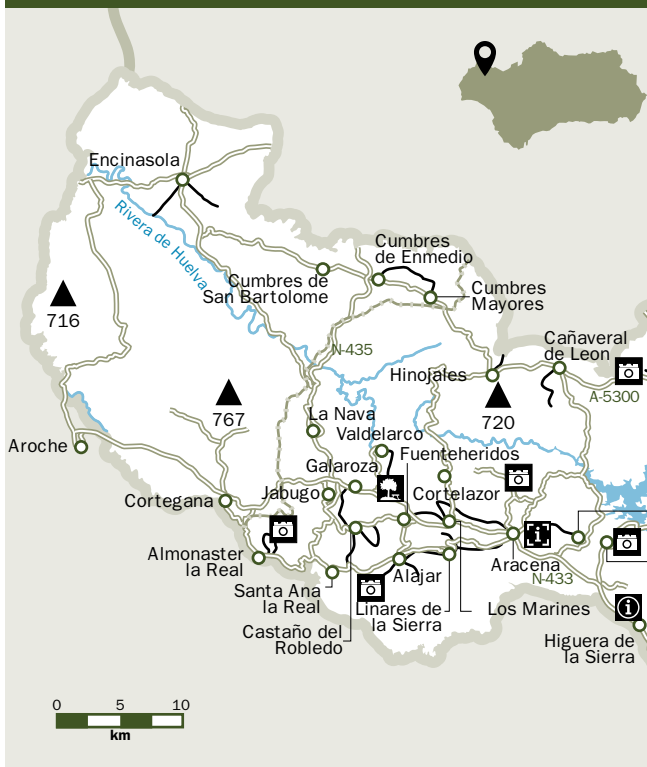 Encinasola
Rivera de Huelva
Cumbres
de Enmedio
Cumbres de
San Bartolome
Cumbres
Mayores
716
N-435
Cañaveral
de Leon
Hinojales
A-5300
767
720
La Nava
Valdelarco
Aroche
Fuenteheridos
Galaroza
Jabugo
Cortelazor
Cortegana
Almonaster
la Real
Aracena
Alajar
N-433
Santa Ana
la Real
Linares de
la Sierra
Los Marines
Castaño del
Robledo
Higuera de
la Sierra
0 5 10
km